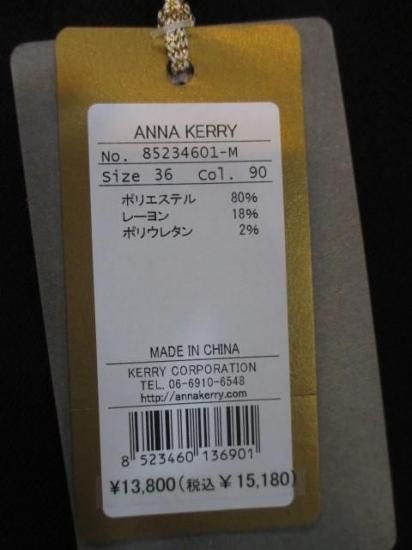 ANNA KERRY
No. 85234601-M
Size 36 Col. 90
ポリエステル 80%
レーヨン 18%
ポリウレタン 2%
MADE IN CHINA
KERRY CORPORATION
TEL. 06-6910-6548
http://annakerry.com
8 523460 136901
¥13,800(税込 ¥ 15,180)